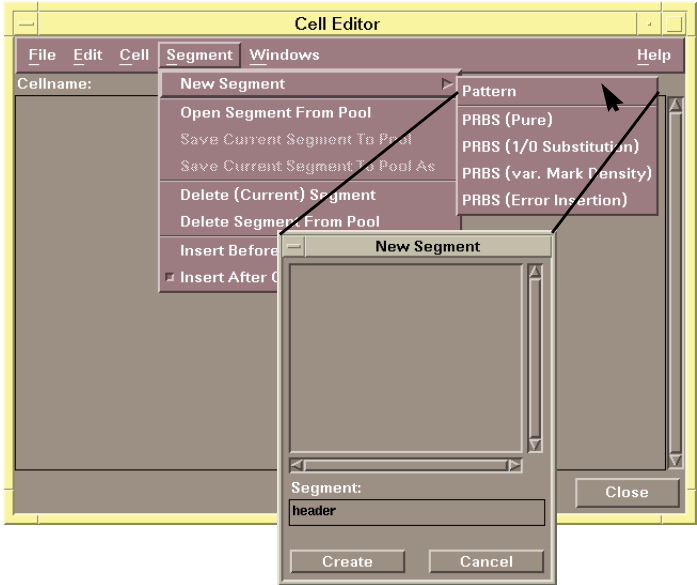 Cell Editor
File Edit Cell Segment Windows Help
Cellname:
New Segment
Open Segment From Pool
Save Current Segment To Pool
Save Current Segment To Pool As
Delete (Current) Segment
Delete Segment From Pool
Insert Before
Insert After
Pattern
PRBS (Pure)
PRBS (1/0 Substitution)
PRBS (var. Mark Density)
PRBS (Error Insertion)
New Segment
Segment:
header
Create Cancel
Close